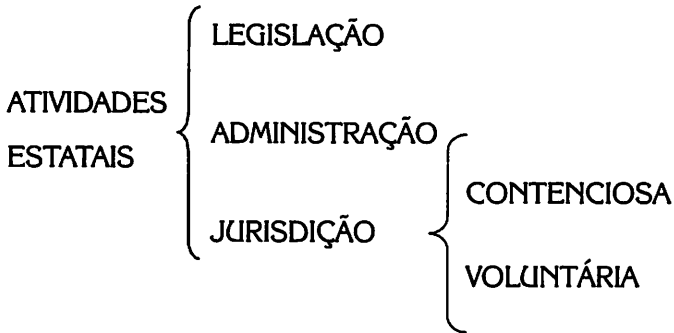 ATIVIDADES
ESTATAIS
LEGISLAÇÃO
ADMINISTRAÇÃO
JURISDIÇÃO
CONTENCIOSA
VOLUNTÁRIA